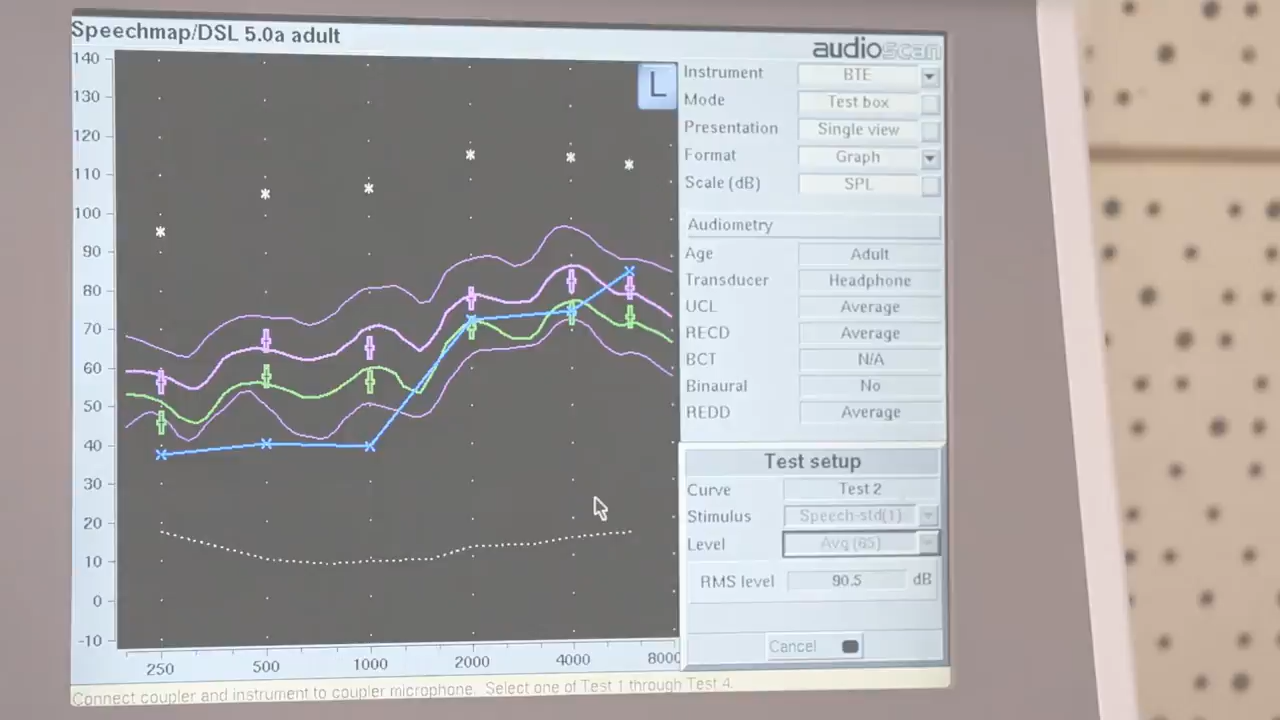 Speechmap/DSL 5.0a adult
audioscan
L
140
130
120
110
100
90
80
70
60
50
40
30
20
10
0
-10
250 500 1000 2000 4000 8000
Instrument BTE
Mode Test box
Presentation Single view
Format Graph
Scale (dB) SPL
Audiometry
Age Adult
Transducer Headphone
UCL Average
RECD Average
BCT N/A
Binaural No
REDD Average
Test setup
Curve Test 2
Stimulus Speech-std(1)
Level Avg (65)
RMS level 90.5 dB
Cancel
Connect coupler and instrument to coupler microphone. Select one of Test 1 through Test 4.